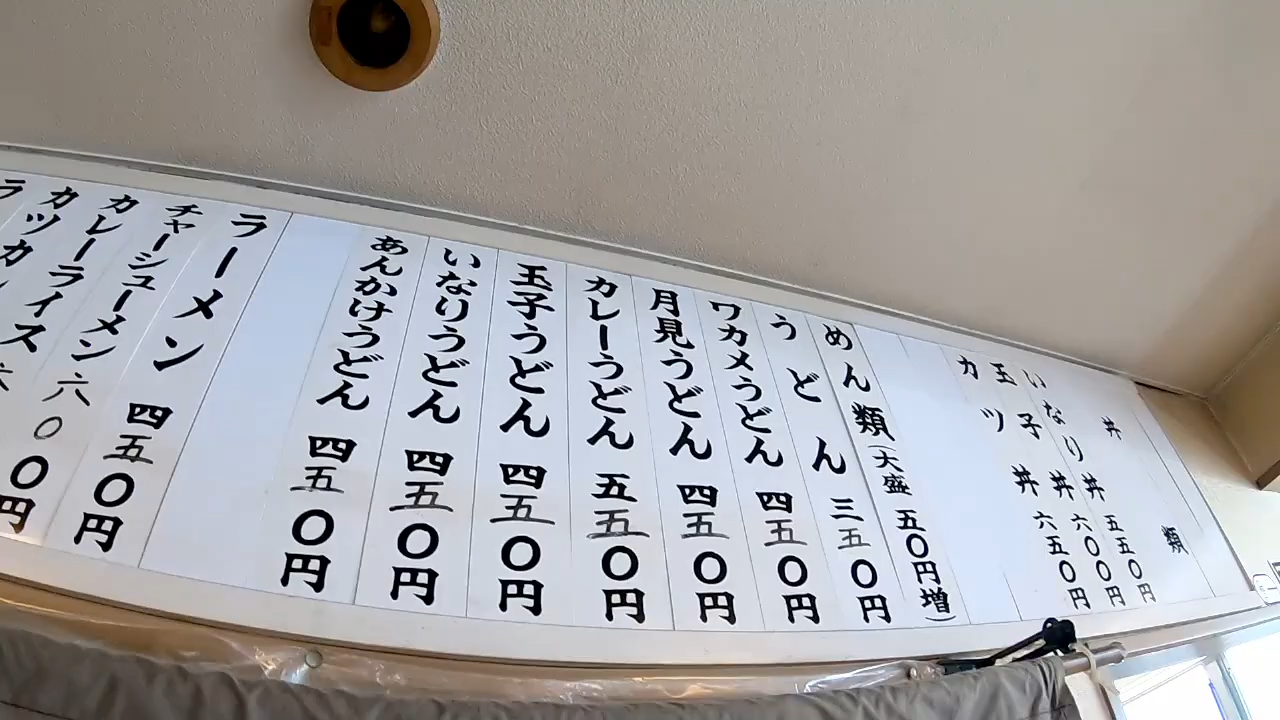 丼類
いなり丼 五五〇円
玉子丼 六〇〇円
カツ丼 六五〇円
めん類(大盛 五〇円増)
うどん 三五〇円
ワカメうどん 四五〇円
月見うどん 四五〇円
カレーうどん 五五〇円
玉子うどん 四五〇円
いなりうどん 四五〇円
あんかけうどん 四五〇円
ラーメン 四五〇円
チャーシューメン 六〇〇円
カレーライス 六
カツカ
ラ